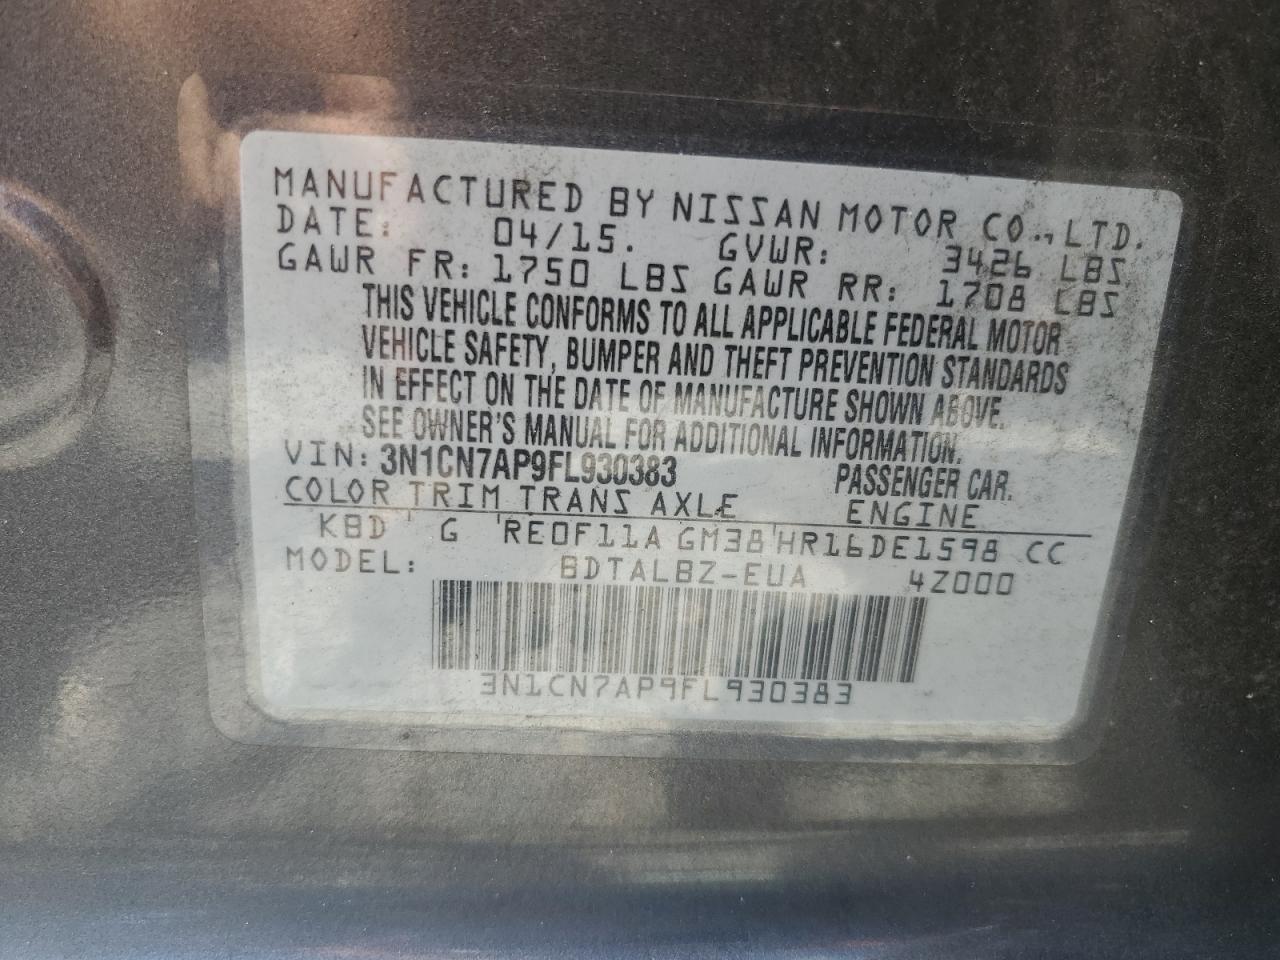 MANUFACTURED BY NISSAN MOTOR CO., LTD.
DATE: 04/15. GVWR: 3426 LBS
GAWR FR: 1750 LBS GAWR RR: 1708 LBS
THIS VEHICLE CONFORMS TO ALL APPLICABLE FEDERAL MOTOR
VEHICLE SAFETY, BUMPER AND THEFT PREVENTION STANDARDS
IN EFFECT ON THE DATE OF MANUFACTURE SHOWN ABOVE.
SEE OWNER'S MANUAL FOR ADDITIONAL INFORMATION.
VIN: 3N1CN7AP9FL930383 PASSENGER CAR.
COLOR TRIM TRANS AXLE ENGINE
KBD ' G ' RE0F11A GM38 ' HR16DE1598 CC
MODEL: BDTALBZ-EUA 4Z000
3N1CN7AP9FL930383